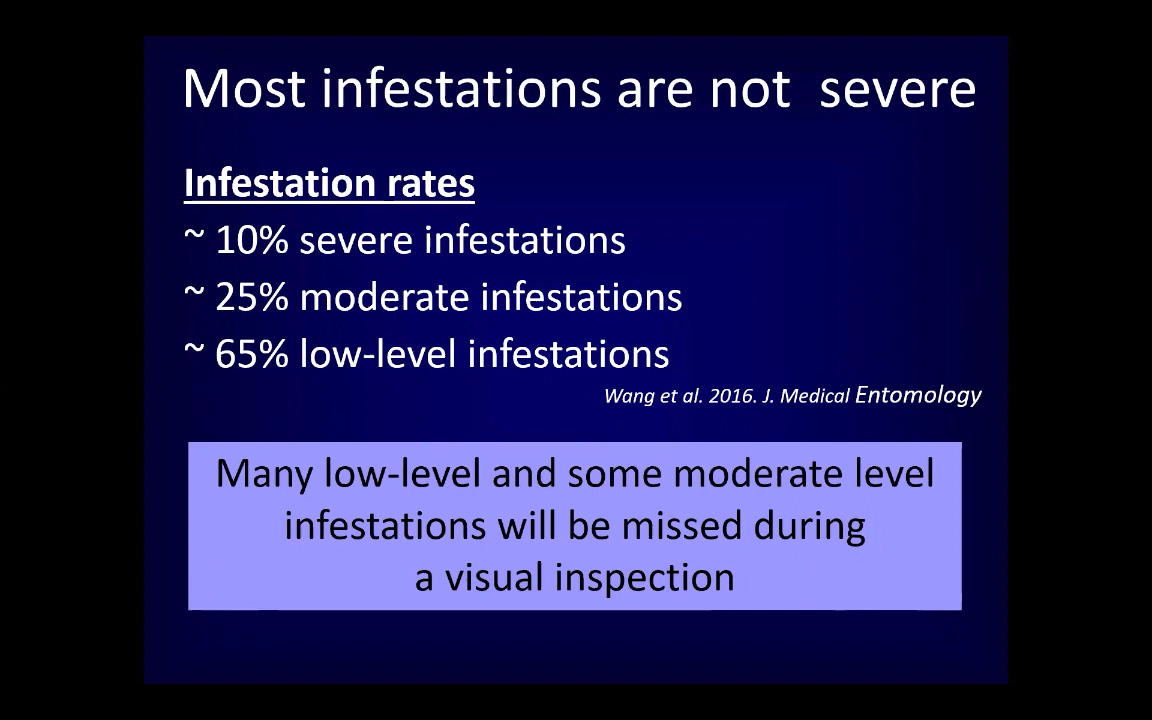 Most infestations are not  severe
Infestation rates
~ 10% severe infestations
~ 25% moderate infestations
~ 65% low-level infestations
Wang et al. 2016. J. Medical Entomology
Many low-level and some moderate level
infestations will be missed during
a visual inspection